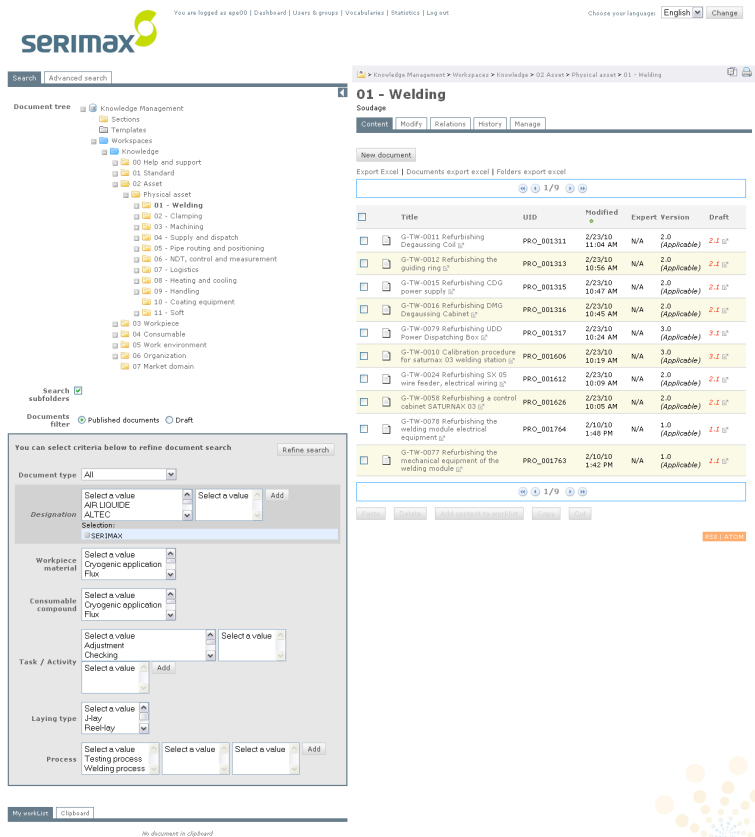 You are logged as epe00 | Dashboard | Users & groups | Vocabularies | Statistics | Log out
Choose your language: English Change
serimax
Search Advanced search
Document tree
Knowledge Management
Sections
Templates
Workspaces
Knowledge
00 Help and support
01 Standard
02 Asset
Physical asset
01 - Welding
02 - Clamping
03 - Machining
04 - Supply and dispatch
05 - Pipe routing and positioning
06 - NDT, control and measurement
07 - Logistics
08 - Heating and cooling
09 - Handling
10 - Coating equipment
11 - Soft
03 Workpiece
04 Consumable
05 Work environment
06 Organization
07 Market domain
Search subfolders
Documents filter
Published documents Draft
You can select criteria below to refine document search
Refine search
Document type All
Designation
Select a value
AIR LIQUIDE
ALTEC
Select a value
Add
Selection:
SERIMAX
Workpiece material
Select a value
Cryogenic application
Flux
Consumable compound
Select a value
Cryogenic application
Flux
Task / Activity
Select a value
Adjustment
Checking
Select a value
Select a value
Add
Laying type
Select a value
J-lay
Reel-lay
Process
Select a value
Testing process
Welding process
Select a value
Select a value
Add
My workList Clipboard
No document in clipboard
> Knowledge Management > Workspaces > Knowledge > 02 Asset > Physical asset > 01 - Welding
01 - Welding
Soudage
Content Modify Relations History Manage
New document
Export Excel | Documents export excel | Folders export excel
1/9
Title UID Modified Expert Version Draft
G-TW-0011 Refurbishing Degaussing Coil PRO_001311 2/23/10 11:04 AM N/A 2.0 (Applicable) 2.1
G-TW-0012 Refurbishing the guiding ring PRO_001313 2/23/10 10:56 AM N/A 2.0 (Applicable) 2.1
G-TW-0015 Refurbishing CDG power supply PRO_001315 2/23/10 10:47 AM N/A 2.0 (Applicable) 2.1
G-TW-0016 Refurbishing DMG Degaussing Cabinet PRO_001316 2/23/10 10:45 AM N/A 2.0 (Applicable) 2.1
G-TW-0079 Refurbishing UDD Power Dispatching Box PRO_001317 2/23/10 10:24 AM N/A 3.0 (Applicable) 3.1
G-TW-0010 Calibration procedure for saturnax 03 welding station PRO_001606 2/23/10 10:19 AM N/A 3.0 (Applicable) 3.1
G-TW-0024 Refurbishing SX 05 wire feeder, electrical wiring PRO_001612 2/23/10 10:09 AM N/A 2.0 (Applicable) 2.1
G-TW-0058 Refurbishing a control cabinet SATURNAX 03 PRO_001626 2/23/10 10:05 AM N/A 2.0 (Applicable) 2.1
G-TW-0078 Refurbishing the welding module electrical equipment PRO_001764 2/10/10 1:48 PM N/A 1.0 (Applicable) 1.1
G-TW-0077 Refurbishing the mechanical equipment of the welding module PRO_001763 2/10/10 1:42 PM N/A 1.0 (Applicable) 1.1
1/9
Paste Delete Add content to worklist Copy Cut
RSS | ATOM